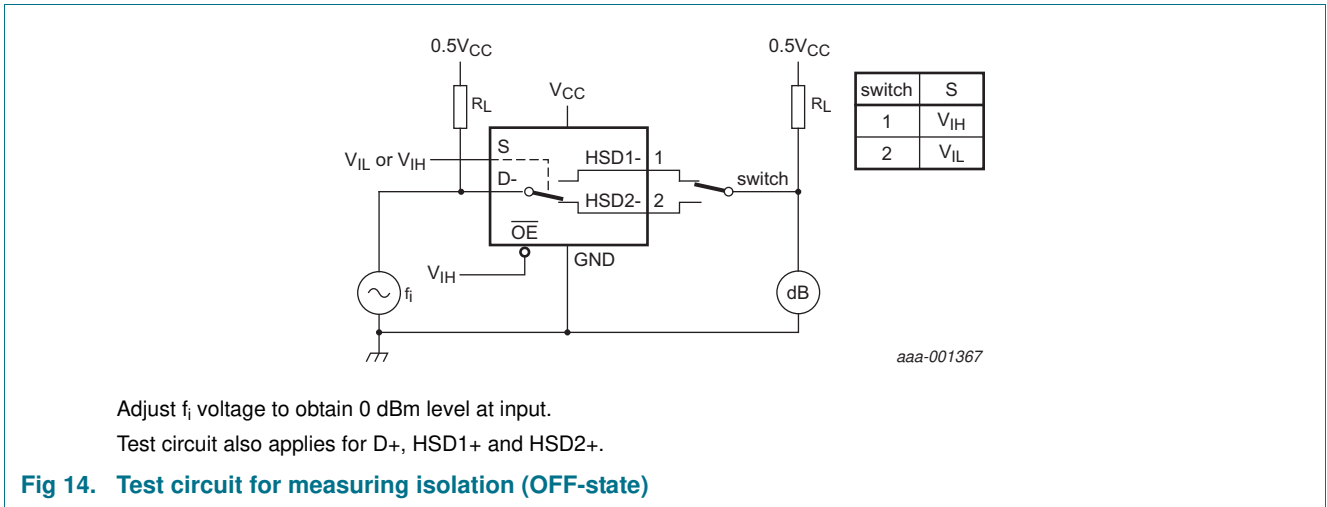 0.5VCC
0.5VCC
VCC
RL
RL
switch S
1 VIH
2 VIL
VIL or VIH
S
HSD1- 1
D-
switch
HSD2- 2
OE
GND
VIH
fi
dB
aaa-001367
Adjust fi voltage to obtain 0 dBm level at input.
Test circuit also applies for D+, HSD1+ and HSD2+.
Fig 14. Test circuit for measuring isolation (OFF-state)